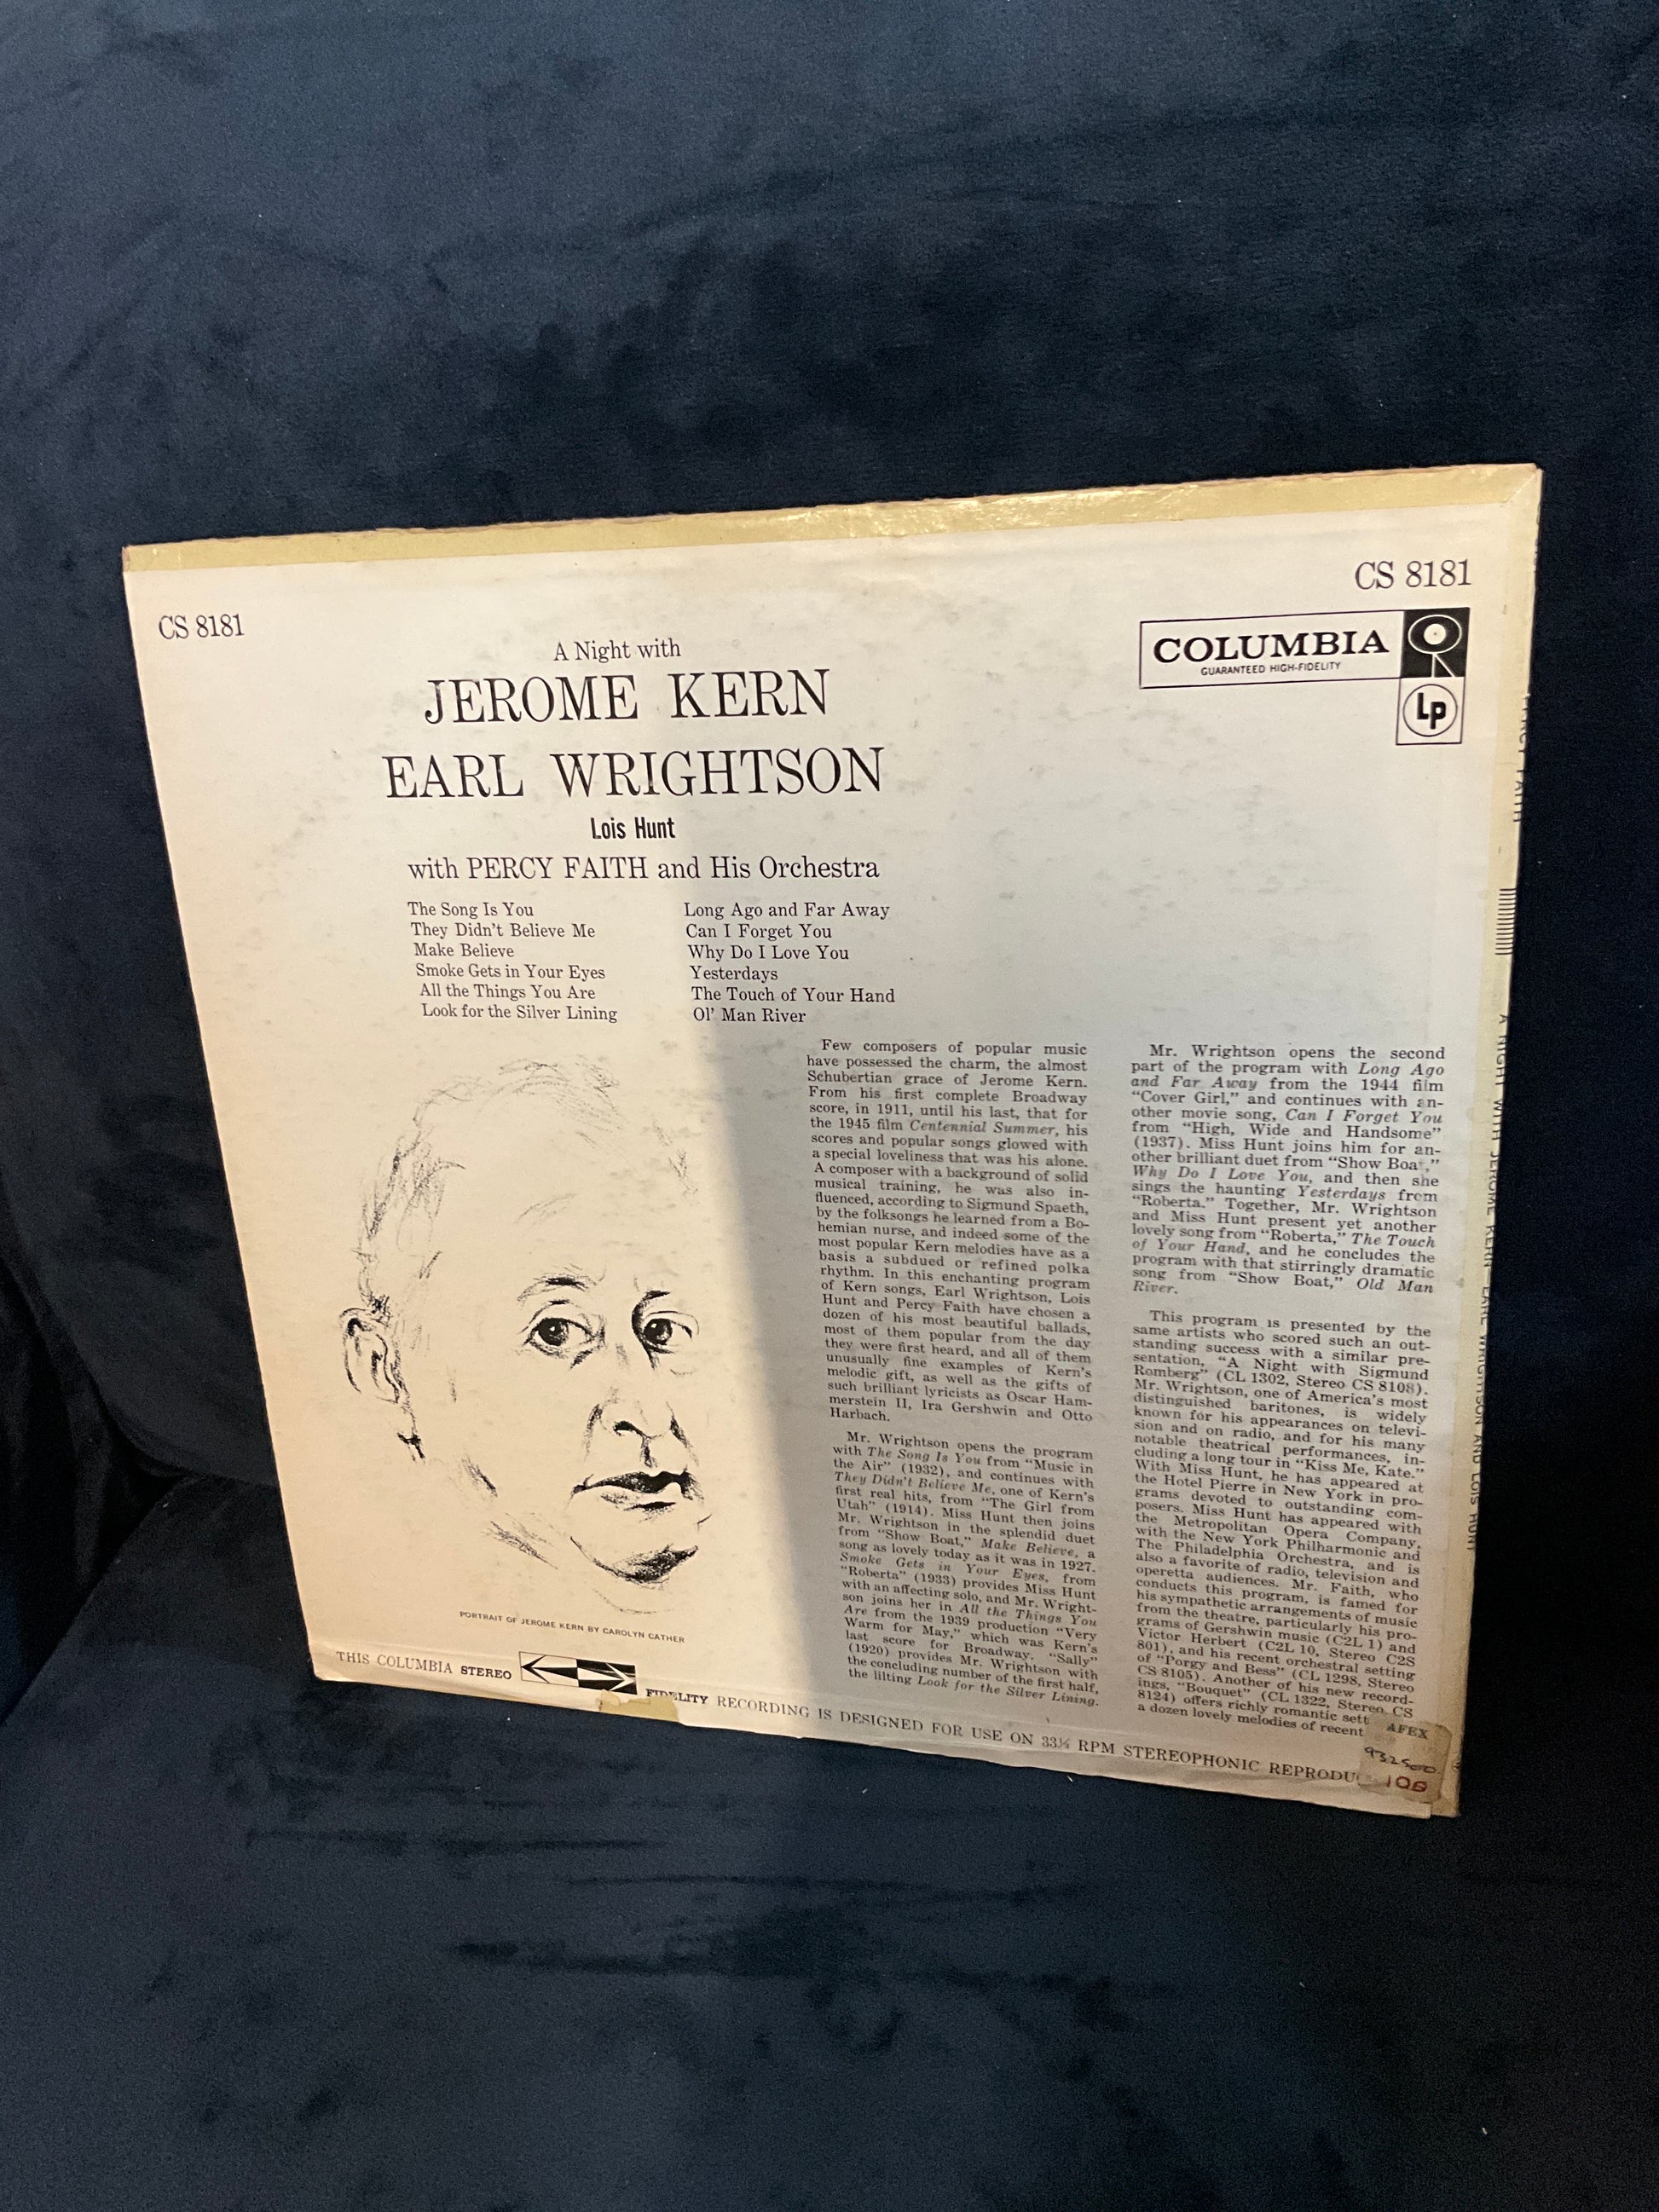 CS 8181
CS 8181
COLUMBIA
GUARANTEED HIGH-FIDELITY
Lp
A Night with
JEROME KERN
EARL WRIGHTSON
Lois Hunt
with PERCY FAITH and His Orchestra
The Song Is You
They Didn't Believe Me
Make Believe
Smoke Gets in Your Eyes
All the Things You Are
Look for the Silver Lining
Long Ago and Far Away
Can I Forget You
Why Do I Love You
Yesterdays
The Touch of Your Hand
Ol' Man River
Few composers of popular music
have possessed the charm, the almost
Schubertian grace of Jerome Kern.
From his first complete Broadway
score, in 1911, until his last, that for
the 1945 film Centennial Summer, his
scores and popular songs glowed with
a special loveliness that was his alone.
A composer with a background of solid
musical training, he was also in-
fluenced, according to Sigmund Spaeth,
by the folksongs he learned from a Bo-
hemian nurse, and indeed some of the
most popular Kern melodies have as a
basis a subdued or refined polka
rhythm. In this enchanting program
of Kern songs, Earl Wrightson, Lois
Hunt and Percy Faith have chosen a
dozen of his most beautiful ballads,
most of them popular from the day
they were first heard, and all of them
unusually fine examples of Kern's
melodic gift, as well as the gifts of
such brilliant lyricists as Oscar Ham-
merstein II, Ira Gershwin and Otto
Harbach.
Mr. Wrightson opens the program
with The Song Is You from "Music in
the Air" (1932), and continues with
They Didn't Believe Me, one of Kern's
first real hits, from "The Girl from
Utah" (1914). Miss Hunt then joins
Mr. Wrightson in the splendid duet
from "Show Boat," Make Believe, a
song as lovely today as it was in 1927.
Smoke Gets in Your Eyes, from
"Roberta" (1933) provides Miss Hunt
with an affecting solo, and Mr. Wright-
son joins her in All the Things You
Are from the 1939 production "Very
Warm for May," which was Kern's
last score for Broadway. "Sally"
(1920) provides Mr. Wrightson with
the concluding number of the first half,
the lilting Look for the Silver Lining.
Mr. Wrightson opens the second
part of the program with Long Ago
and Far Away from the 1944 film
"Cover Girl," and continues with an-
other movie song, Can I Forget You
from "High, Wide and Handsome"
(1937). Miss Hunt joins him for an-
other brilliant duet from "Show Boat,"
Why Do I Love You, and then she
sings the haunting Yesterdays from
"Roberta." Together, Mr. Wrightson
and Miss Hunt present yet another
lovely song from "Roberta," The Touch
of Your Hand, and he concludes the
program with that stirringly dramatic
song from "Show Boat," Old Man
River.
This program is presented by the
same artists who scored such an out-
standing success with a similar pre-
sentation, "A Night with Sigmund
Romberg" (CL 1302, Stereo CS 8108).
Mr. Wrightson, one of America's most
distinguished baritones, is widely
known for his appearances on televi-
sion and on radio, and for his many
notable theatrical performances, in-
cluding a long tour in "Kiss Me, Kate."
With Miss Hunt, he has appeared at
the Hotel Pierre in New York in pro-
grams devoted to outstanding com-
posers. Miss Hunt has appeared with
the Metropolitan Opera Company,
with the New York Philharmonic and
The Philadelphia Orchestra, and is
also a favorite of radio, television and
operetta audiences. Mr. Faith, who
conducts this program, is famed for
his sympathetic arrangements of music
from the theatre, particularly his pro-
grams of Gershwin music (C2L 1) and
Victor Herbert (C2L 10, Stereo C2S
801), and his recent orchestral setting
of "Porgy and Bess" (CL 1298, Stereo
CS 8105). Another of his new record-
ings, "Bouquet" (CL 1322, Stereo CS
8124) offers richly romantic sett
a dozen lovely melodies of recent
PORTRAIT OF JEROME KERN BY CAROLYN CATHER
THIS COLUMBIA STEREO FIDELITY RECORDING IS DESIGNED FOR USE ON 33⅓ RPM STEREOPHONIC REPRODU
AFEX
PERCY FAITH
A NIGHT WITH JEROME KERN EARL WRIGHTSON AND LOIS HUNT